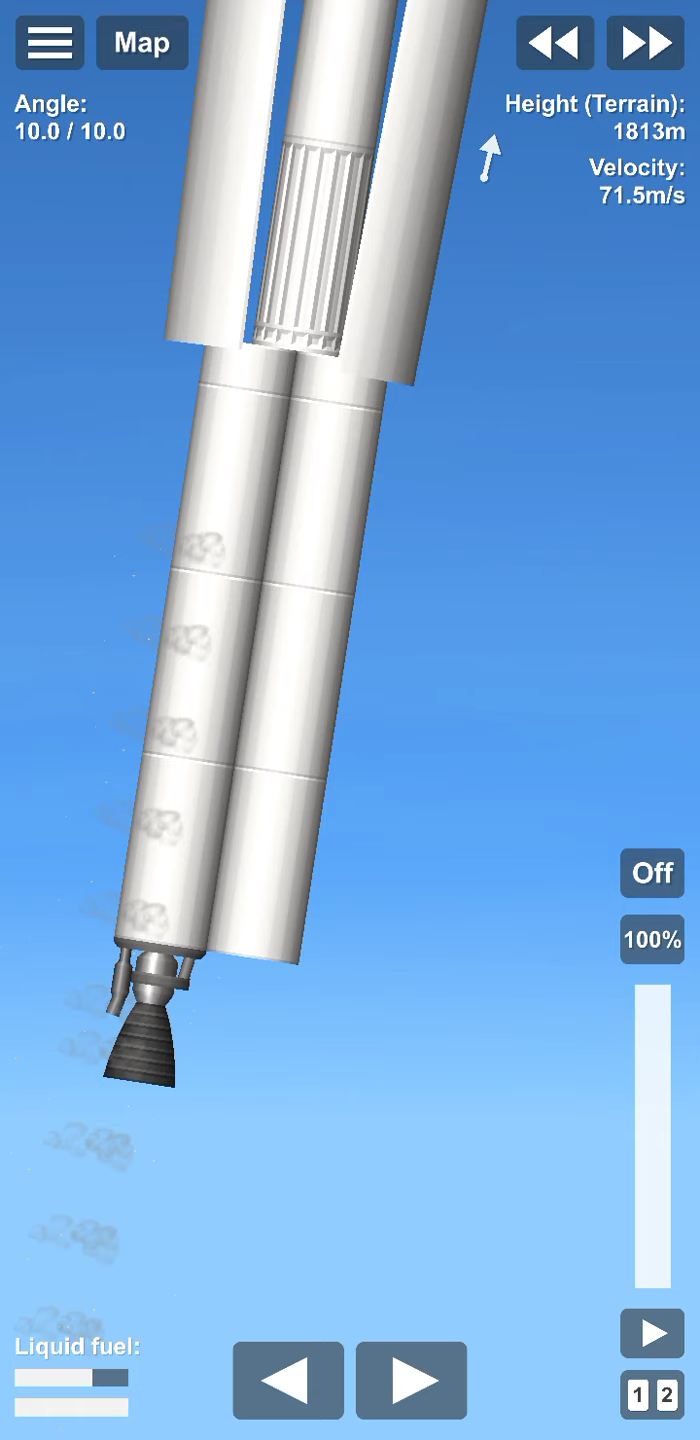 Map
Angle:
10.0 / 10.0
Height (Terrain):
1813m
Velocity:
71.5m/s
Off
100%
Liquid fuel:
1 2